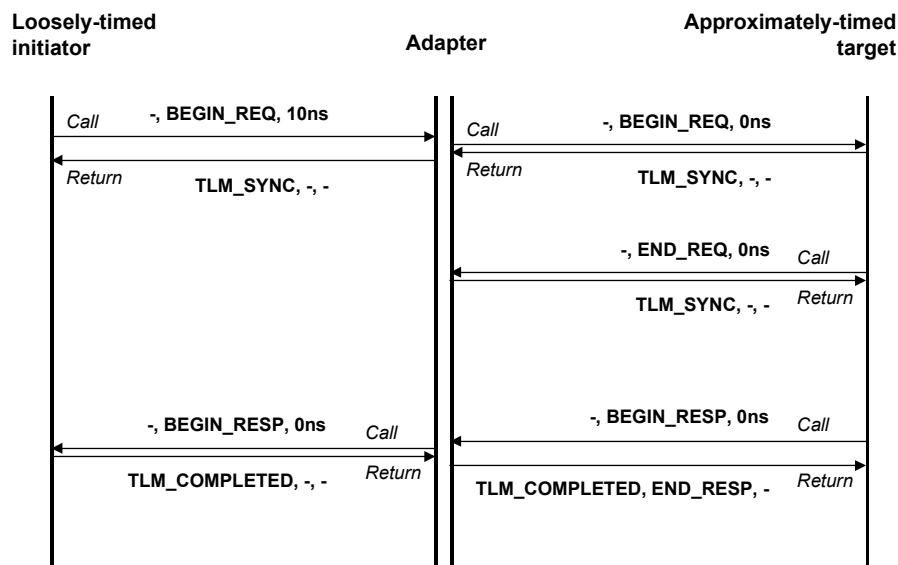 Loosely-timed
initiator
Adapter
Approximately-timed
target
Call
-, BEGIN_REQ, 10ns
Return
TLM_SYNC, -, -
Call
-, BEGIN_REQ, 0ns
Return
TLM_SYNC, -, -
-, END_REQ, 0ns
Call
TLM_SYNC, -, -
Return
-, BEGIN_RESP, 0ns
Call
TLM_COMPLETED, -, -
Return
-, BEGIN_RESP, 0ns
Call
TLM_COMPLETED, END_RESP, -
Return